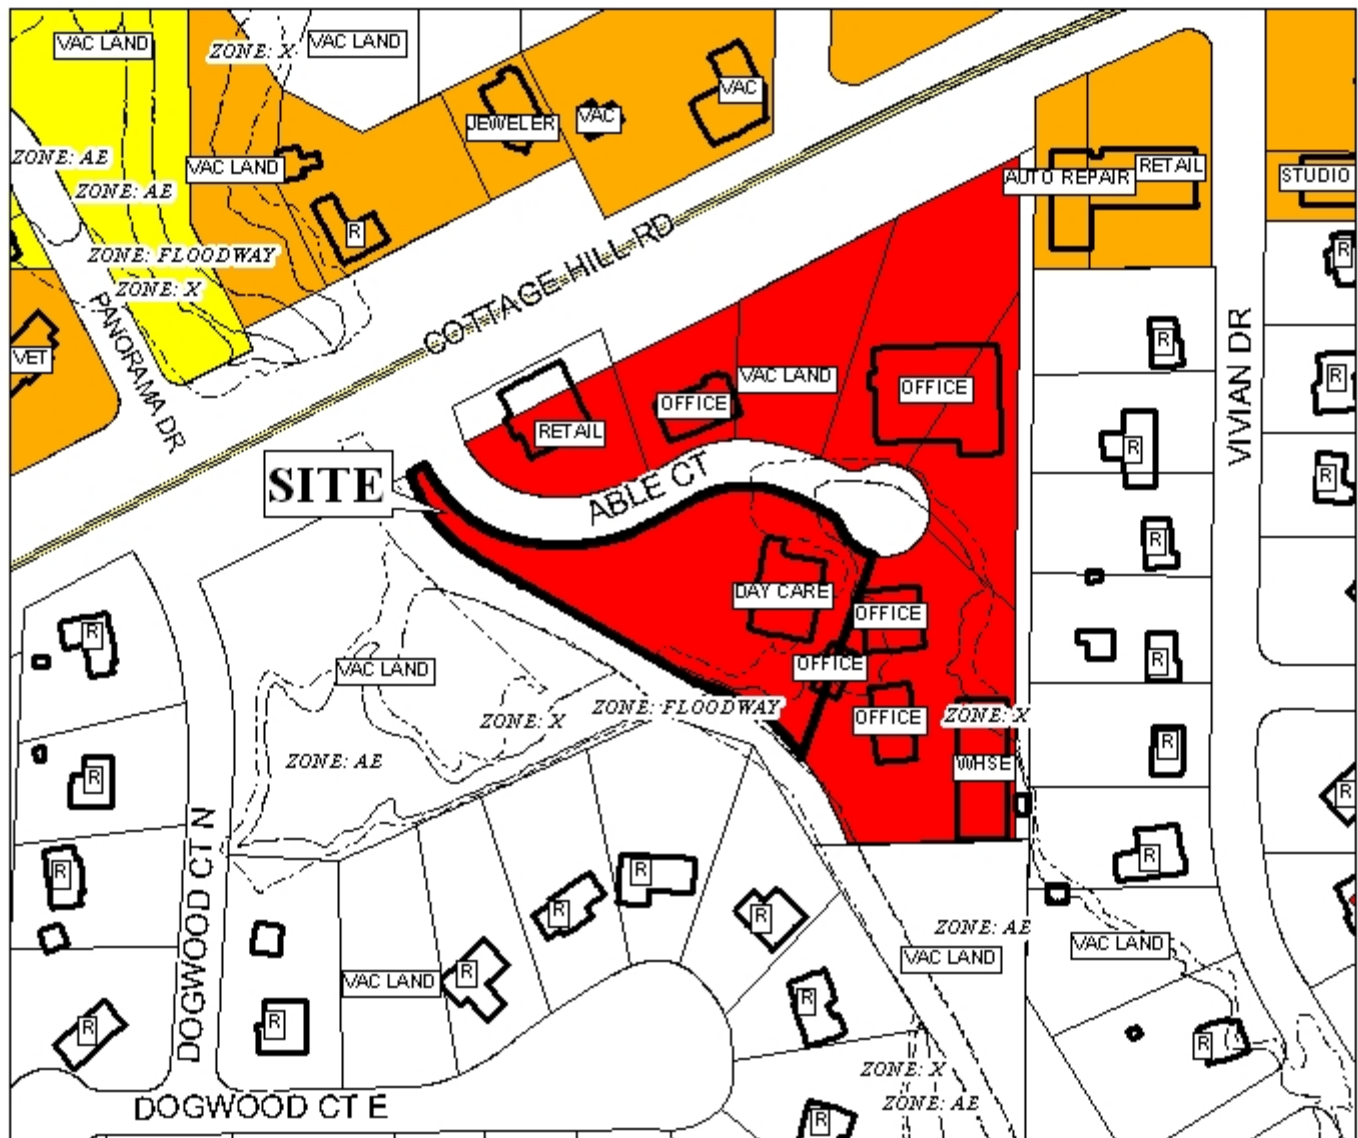 VAC LAND
ZONE: X
VAC LAND
VAC
JEWELER
VAC
ZONE: AE
VAC LAND
ZONE: AE
AUTO REPAIR
RETAIL
STUDIO
R
R
ZONE: FLOODWAY
ZONE: X
COTTAGE HILL RD
PANORAMA DR
VET
VIVIAN DR
R
R
VAC LAND
OFFICE
OFFICE
RETAIL
R
R
SITE
ABLE CT
R
DAY CARE
OFFICE
R
OFFICE
R
VAC LAND
ZONE: FLOODWAY
ZONE: X
OFFICE
ZONE: X
R
ZONE: AE
R
WHSE
R
DOGWOOD CT N
R
R
R
R
R
R
ZONE: AE
VAC LAND
VAC LAND
R
VAC LAND
R
R
R
R
ZONE: X
ZONE: AE
DOGWOOD CT E
R